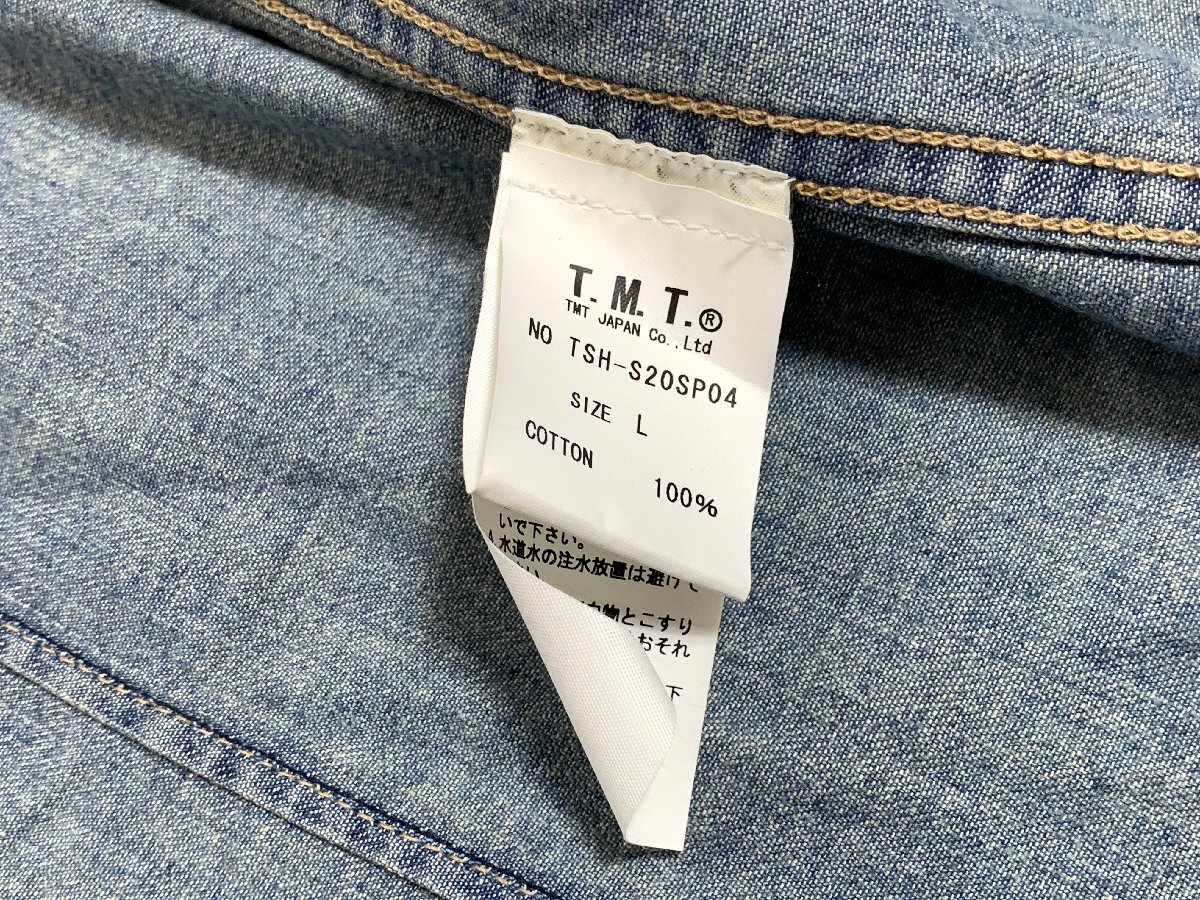 T.M.T.®
TMT JAPAN Co.,Ltd
NO TSH-S20SP04
SIZE L
COTTON
100%
いで下さい。
水道水の注水放置は避けて
物とこすり
おそれ
下